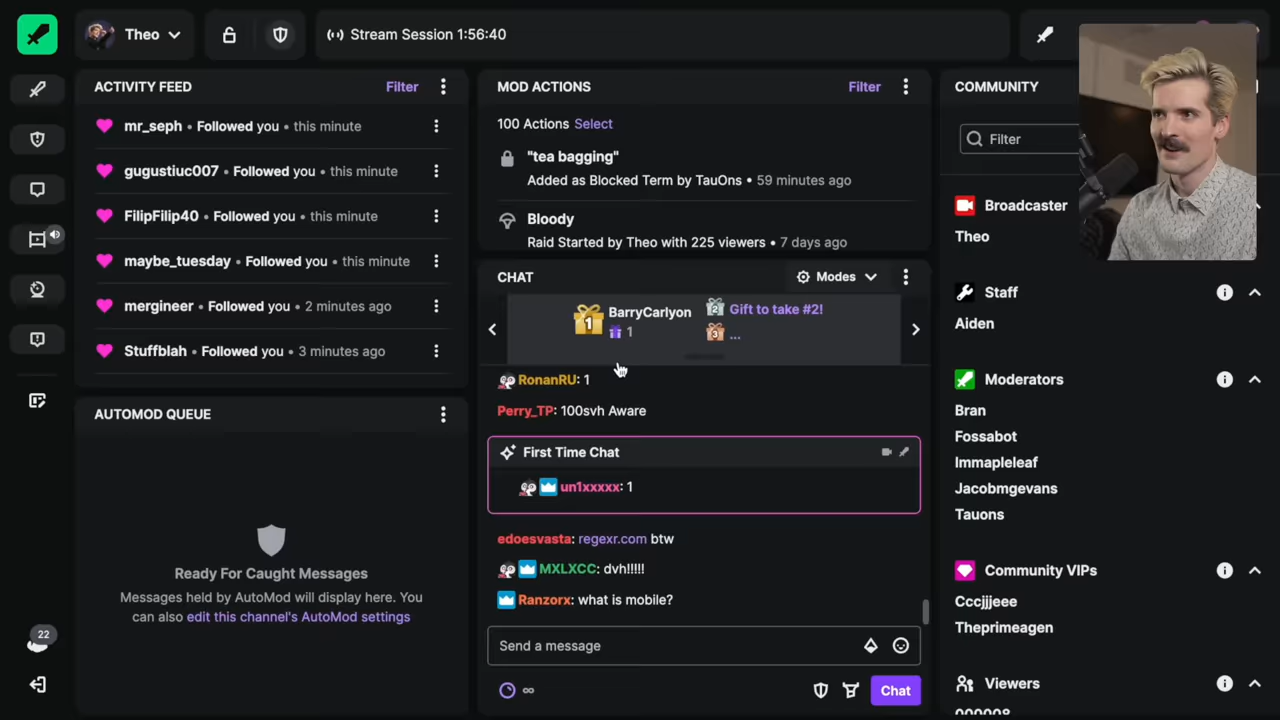 Theo
Stream Session 1:56:40
ACTIVITY FEED
Filter
mr_seph • Followed you • this minute
gugustiuc007 • Followed you • this minute
FilipFilip40 • Followed you • this minute
maybe_tuesday • Followed you • this minute
mergineer • Followed you • 2 minutes ago
Stuffblah • Followed you • 3 minutes ago
AUTOMOD QUEUE
Ready For Caught Messages
Messages held by AutoMod will display here. You
can also edit this channel's AutoMod settings
22
MOD ACTIONS
Filter
100 Actions Select
"tea bagging"
Added as Blocked Term by TauOns • 59 minutes ago
Bloody
Raid Started by Theo with 225 viewers • 7 days ago
CHAT
Modes
1 BarryCarlyon
1
2 Gift to take #2!
3 ...
RonanRU: 1
Perry_TP: 100svh Aware
First Time Chat
un1xxxxx: 1
edoesvasta: regexr.com btw
MXLXCC: dvh!!!!!
Ranzorx: what is mobile?
Send a message
∞
Chat
COMMUNITY
Filter
Broadcaster
Theo
Staff
Aiden
Moderators
Bran
Fossabot
Immapleleaf
Jacobmgevans
Tauons
Community VIPs
Cccjjjeee
Theprimeagen
Viewers